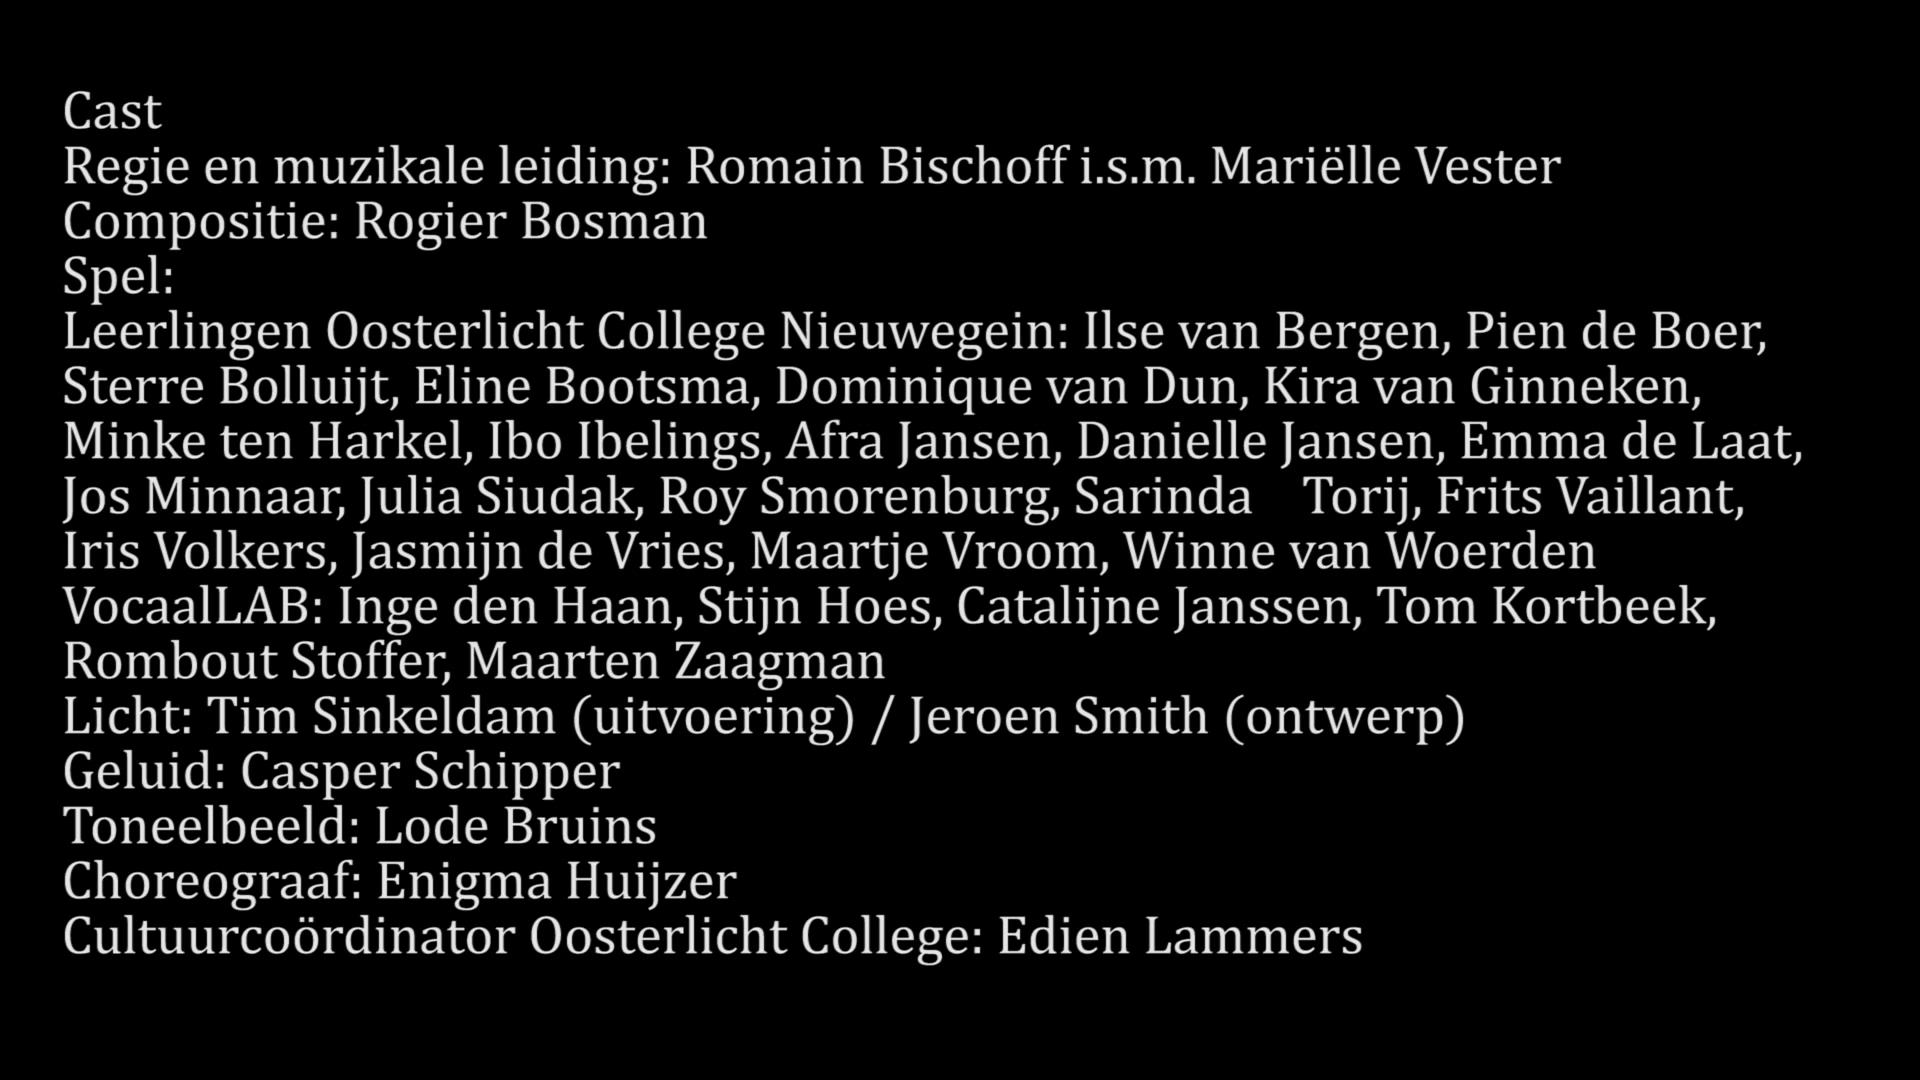 Cast
Regie en muzikale leiding: Romain Bischoff i.s.m. Mariëlle Vester
Compositie: Rogier Bosman
Spel:
Leerlingen Oosterlicht College Nieuwegein: Ilse van Bergen, Pien de Boer,
Sterre Bolluijt, Eline Bootsma, Dominique van Dun, Kira van Ginneken,
Minke ten Harkel, Ibo Ibelings, Afra Jansen, Danielle Jansen, Emma de Laat,
Jos Minnaar, Julia Siudak, Roy Smorenburg, Sarinda    Torij, Frits Vaillant,
Iris Volkers, Jasmijn de Vries, Maartje Vroom, Winne van Woerden
VocaalLAB: Inge den Haan, Stijn Hoes, Catalijne Janssen, Tom Kortbeek,
Rombout Stoffer, Maarten Zaagman
Licht: Tim Sinkeldam (uitvoering) / Jeroen Smith (ontwerp)
Geluid: Casper Schipper
Toneelbeeld: Lode Bruins
Choreograaf: Enigma Huijzer
Cultuurcoördinator Oosterlicht College: Edien Lammers